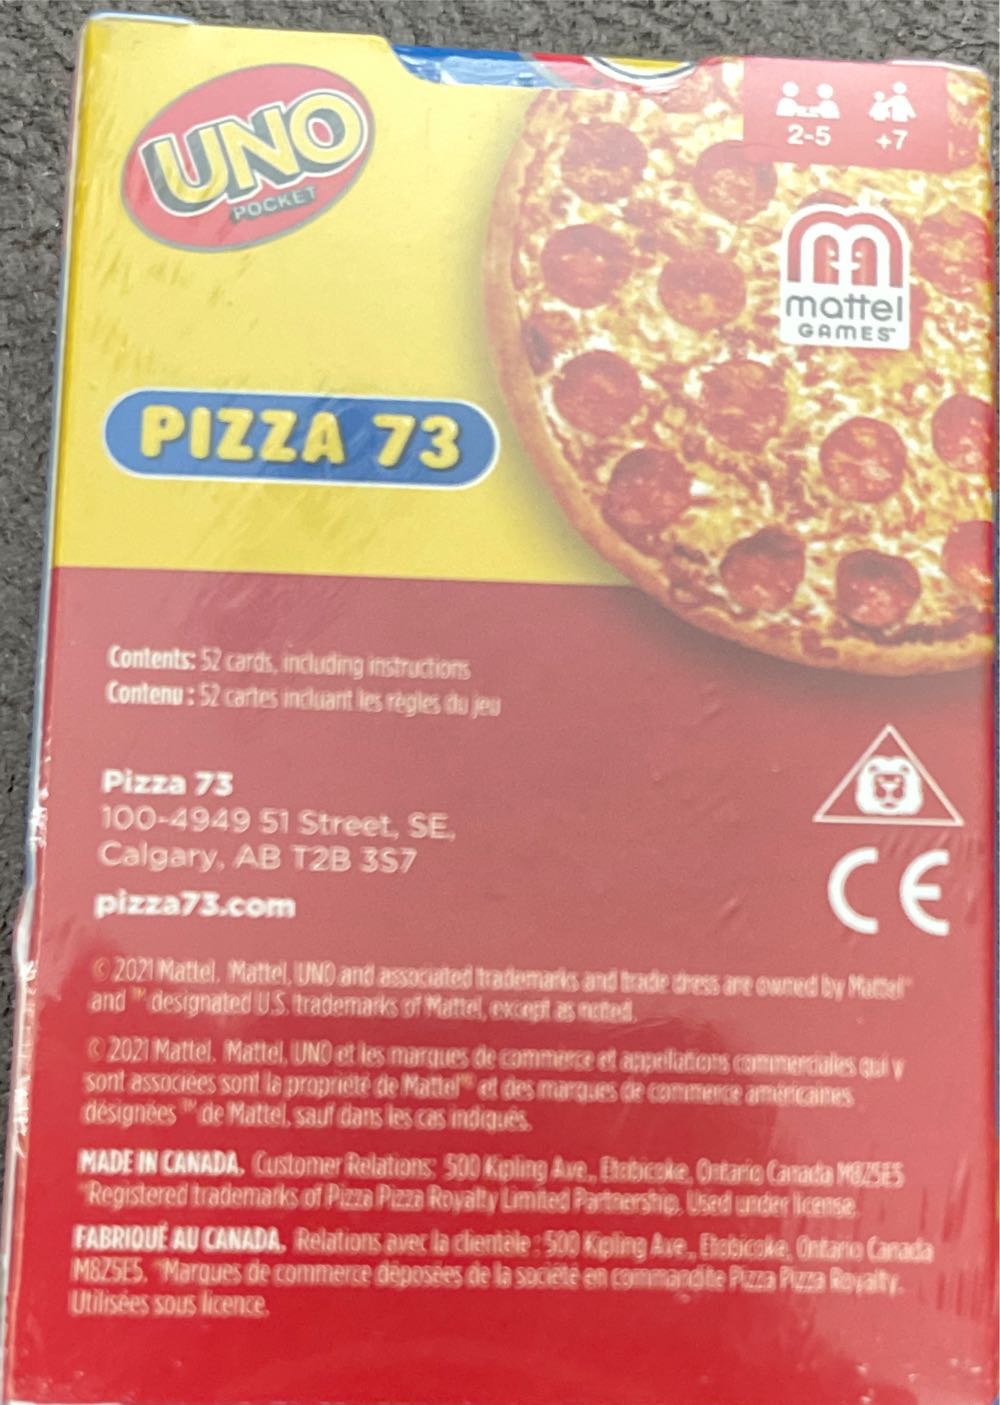 UNO
POCKET
2-5
+7
mattel
GAMES™
PIZZA 73
Contents: 52 cards, including instructions
Contenu : 52 cartes incluant les règles du jeu
Pizza 73
100-4949 51 Street, SE,
Calgary, AB T2B 3S7
pizza73.com
CE
© 2021 Mattel. Mattel, UNO and associated trademarks and trade dress are owned by Mattel
and ™ designated U.S. trademarks of Mattel, except as noted.
© 2021 Mattel. Mattel, UNO et les marques de commerce et appellations commerciales qui y
sont associées sont la propriété de Mattel et des marques de commerce américaines
désignées ™ de Mattel, sauf dans les cas indiqués.
MADE IN CANADA. Customer Relations: 500 Kipling Ave., Etobicoke, Ontario Canada M8Z5E5
Registered trademarks of Pizza Pizza Royalty Limited Partnership. Used under license.
FABRIQUÉ AU CANADA. Relations avec la clientèle : 500 Kipling Ave., Etobicoke, Ontario Canada
M8Z5E5. Marques de commerce déposées de la société en commandite Pizza Pizza Royalty.
Utilisées sous licence.